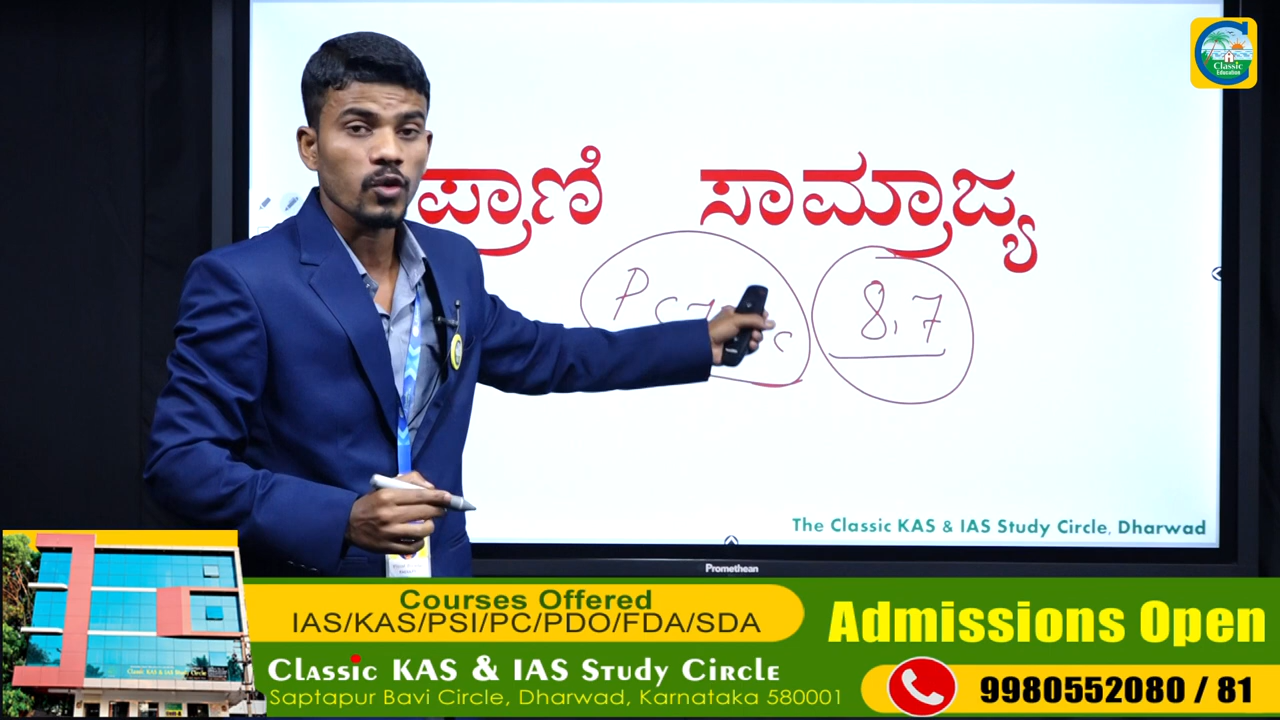 Classic
Education
ಪ್ರಾಣಿ ಸಾಮ್ರಾಜ್ಯ
8.7
The Classic KAS & IAS Study Circle, Dharwad
Promethean
Courses Offered
IAS/KAS/PSI/PC/PDO/FDA/SDA
Admissions Open
Classic KAS & IAS Study Circle
Saptapur Bavi Circle, Dharwad, Karnataka 580001
9980552080 / 81